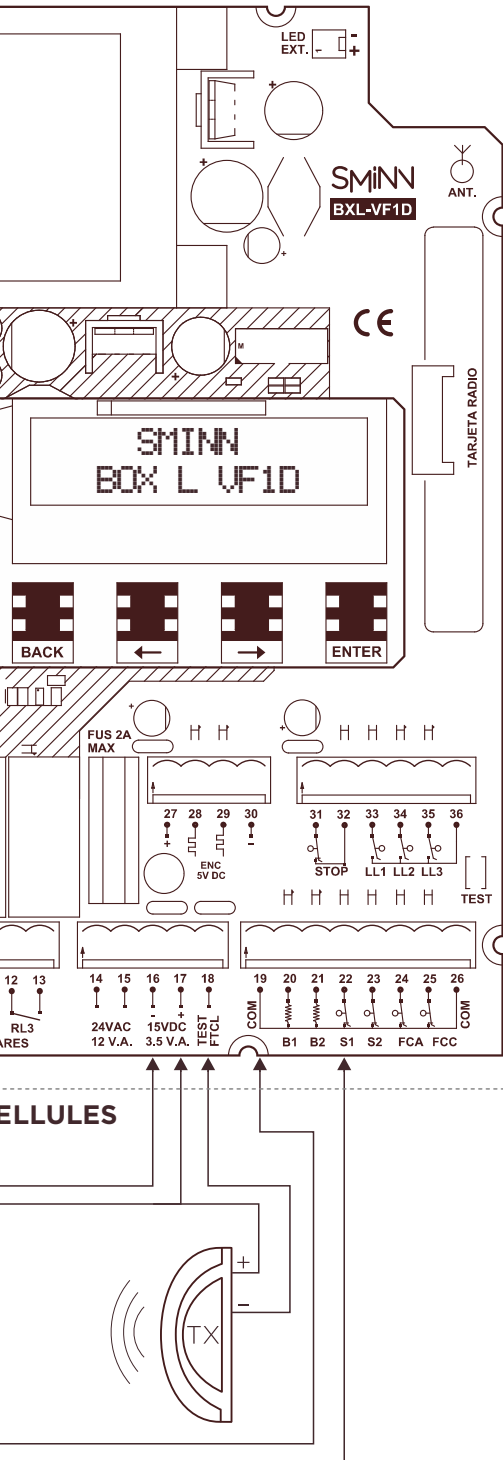 LED - 
EXT. +
SMiNN
BXL-VF1D
ANT.
CE
M
TARJETA RADIO
SMINN
BOX L VF1D
BACK ← → ENTER
FUS 2A
MAX
27 28 29 30
+ -
ENC
5V DC
31 32 33 34 35 36
STOP LL1 LL2 LL3
TEST
12 13
RL3
ARES
14 15 16 17 18
- +
24VAC 15VDC
12 V.A. 3.5 V.A.
TEST
FTCL
19 20 21 22 23 24 25 26
COM COM
B1 B2 S1 S2 FCA FCC
ELLULES
+
-
TX